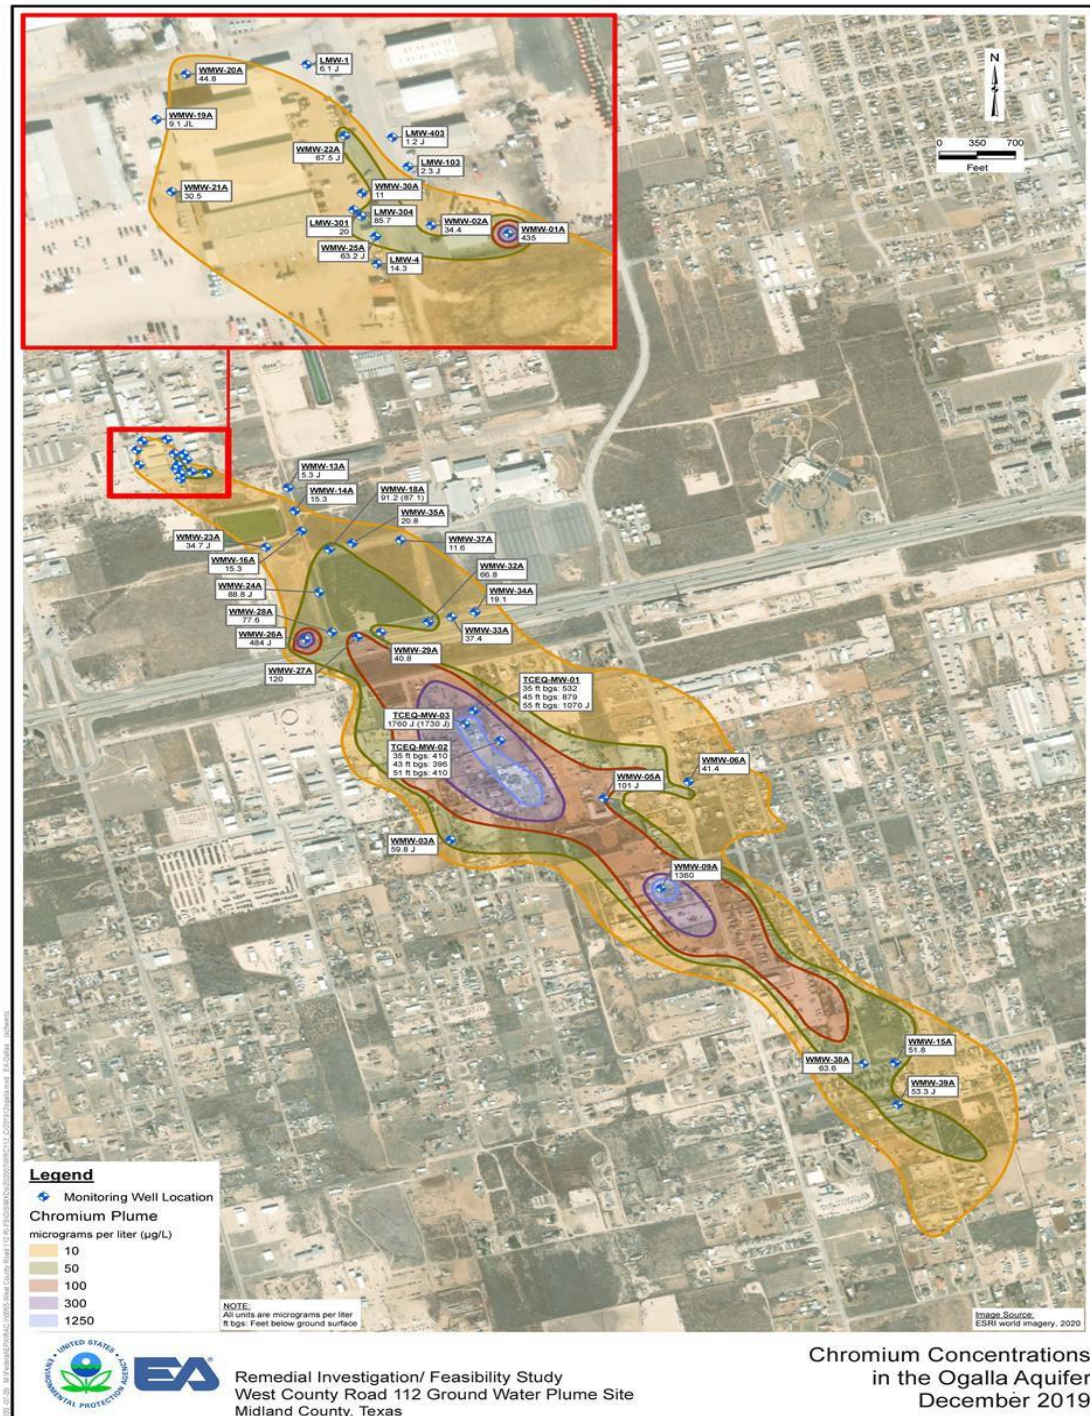 WMW-20A
44.8
LMW-1
6.1 J
WMW-19A
9.1 JL
WMW-22A
67.5 J
LMW-403
1.2 J
LMW-103
2.3 J
WMW-21A
30.5
WMW-30A
11
LMW-301
20
LMW-304
85.7
WMW-02A
34.4
WMW-01A
435
WMW-25A
63.2 J
LMW-4
14.3
N
0 350 700
Feet
WMW-13A
5.3 J
WMW-14A
15.3
WMW-18A
91.2 (87.1)
WMW-35A
20.8
WMW-23A
34.7 J
WMW-37A
11.6
WMW-16A
15.3
WMW-32A
66.8
WMW-24A
88.8 J
WMW-34A
19.1
WMW-28A
77.6
WMW-33A
37.4
WMW-26A
484 J
WMW-29A
40.8
WMW-27A
120
TCEQ-MW-01
35 ft bgs: 532
45 ft bgs: 879
55 ft bgs: 1070 J
TCEQ-MW-03
1760 J (1730 J)
TCEQ-MW-02
35 ft bgs: 410
43 ft bgs: 396
51 ft bgs: 410
WMW-06A
41.4
WMW-05A
101 J
WMW-03A
59.8 J
WMW-09A
1360
WMW-15A
51.8
WMW-38A
63.6
WMW-39A
53.3 J
Legend
Monitoring Well Location
Chromium Plume
micrograms per liter (µg/L)
10
50
100
300
1250
NOTE:
All units are micrograms per liter
ft bgs: Feet below ground surface
Image Source:
ESRI world imagery, 2020
UNITED STATES
ENVIRONMENTAL PROTECTION AGENCY
EA
Remedial Investigation/ Feasibility Study
West County Road 112 Ground Water Plume Site
Midland County, Texas
Chromium Concentrations
in the Ogalla Aquifer
December 2019